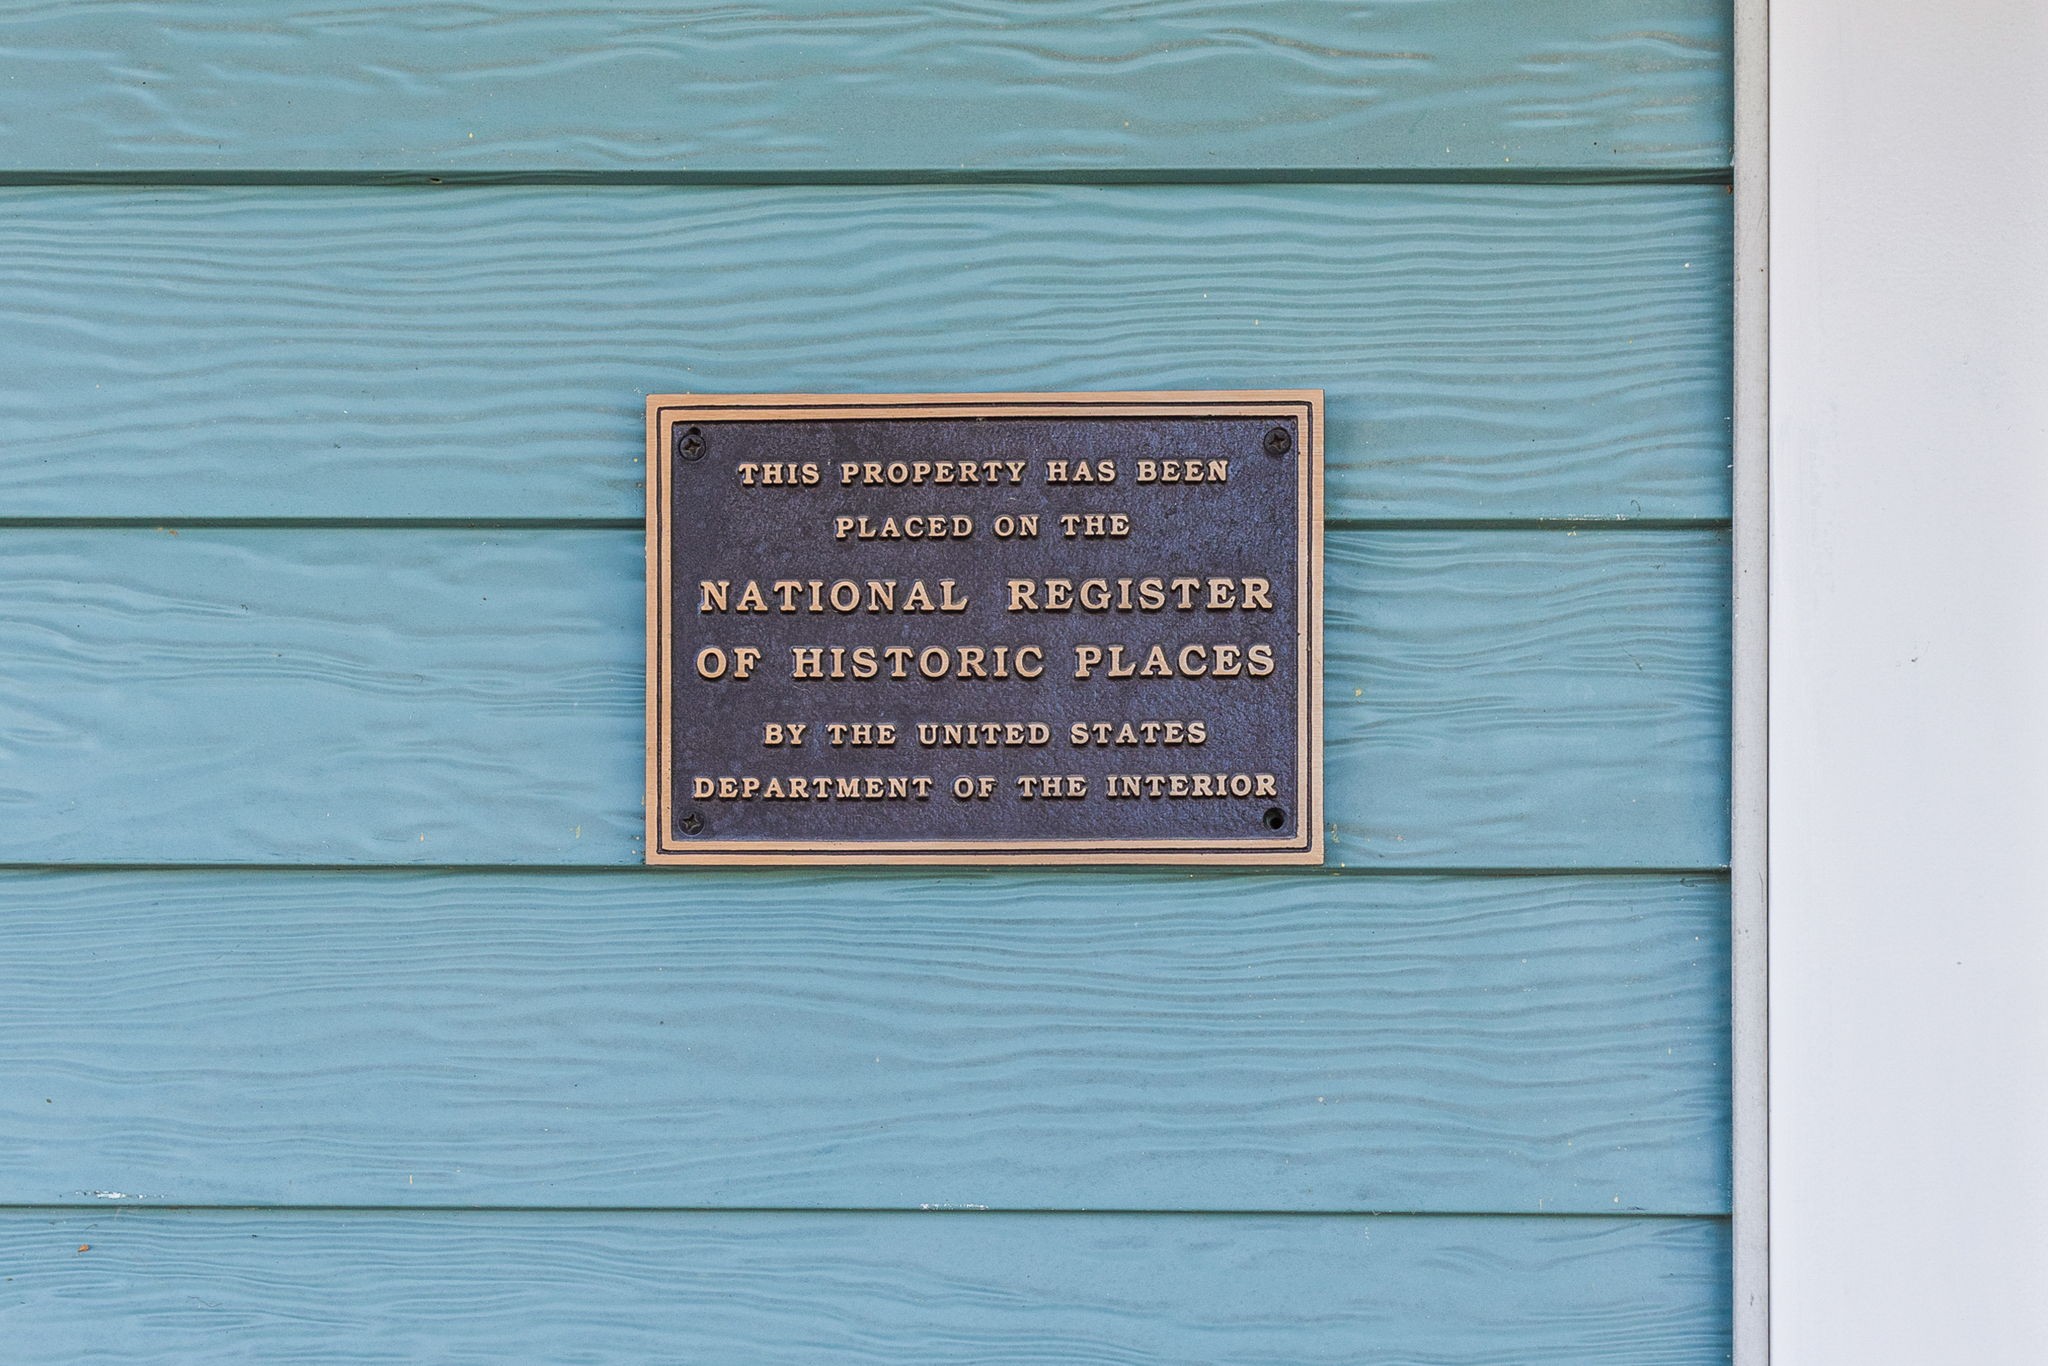 THIS PROPERTY HAS BEEN
PLACED ON THE
NATIONAL REGISTER
OF HISTORIC PLACES
BY THE UNITED STATES
DEPARTMENT OF THE INTERIOR